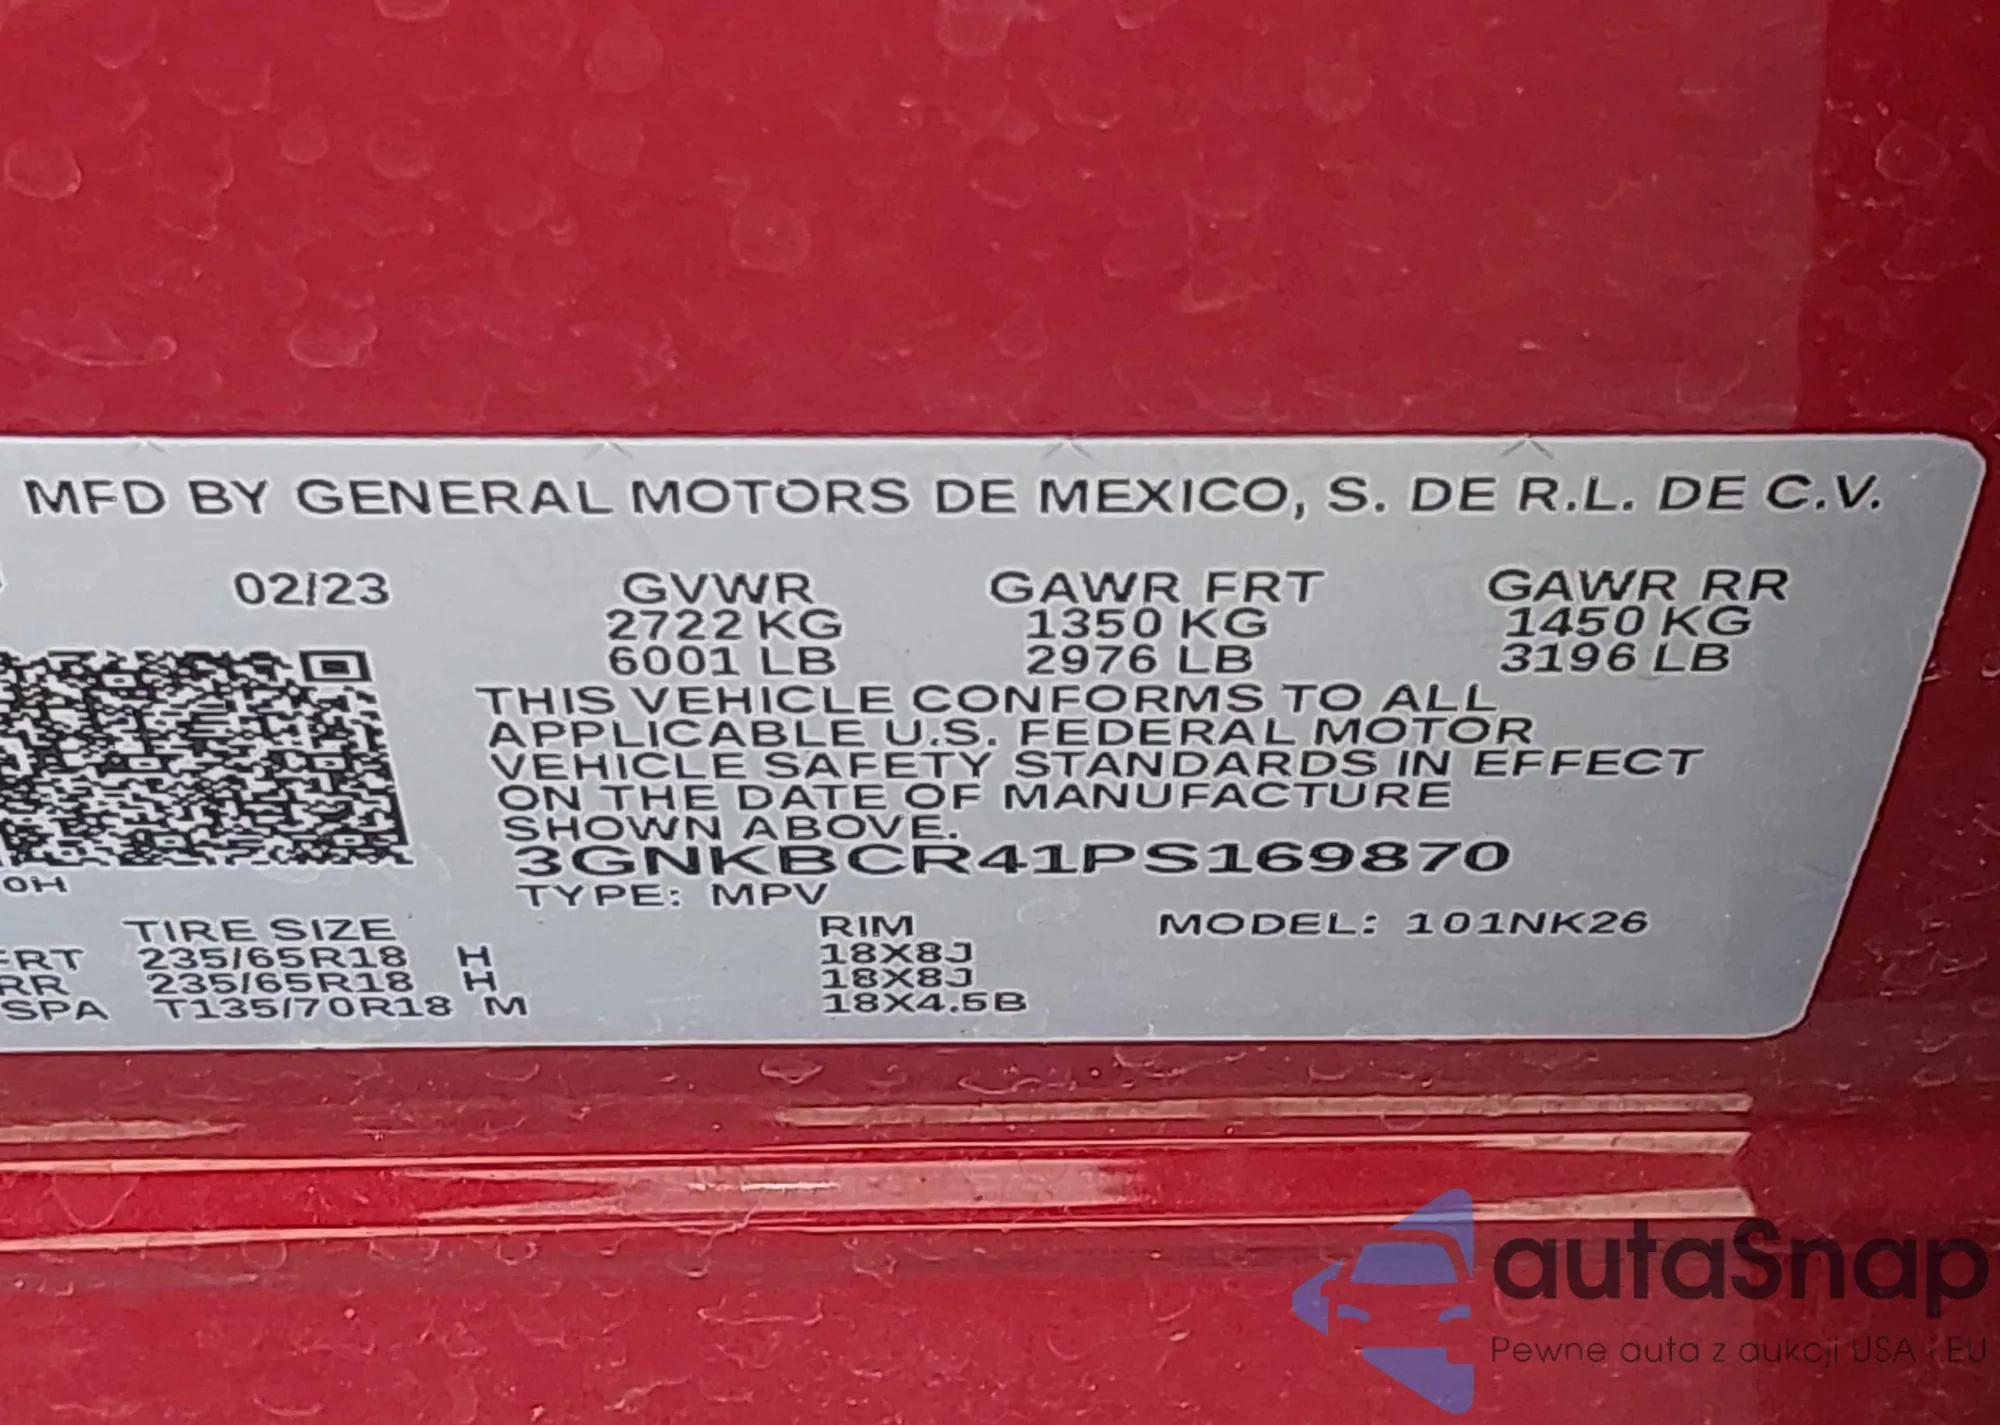 MFD BY GENERAL MOTORS DE MEXICO, S. DE R.L. DE C.V.
02/23 GVWR GAWR FRT GAWR RR
2722 KG 1350 KG 1450 KG
6001 LB 2976 LB 3196 LB
THIS VEHICLE CONFORMS TO ALL
APPLICABLE U.S. FEDERAL MOTOR
VEHICLE SAFETY STANDARDS IN EFFECT
ON THE DATE OF MANUFACTURE
SHOWN ABOVE.
3GNKBCR41PS169870
0H
TYPE: MPV
TIRE SIZE RIM MODEL: 101NK26
FRT 235/65R18 H 18X8J
RR 235/65R18 H 18X8J
SPA T135/70R18 M 18X4.5B
autaSnap
Pewne auta z aukcji USA i EU